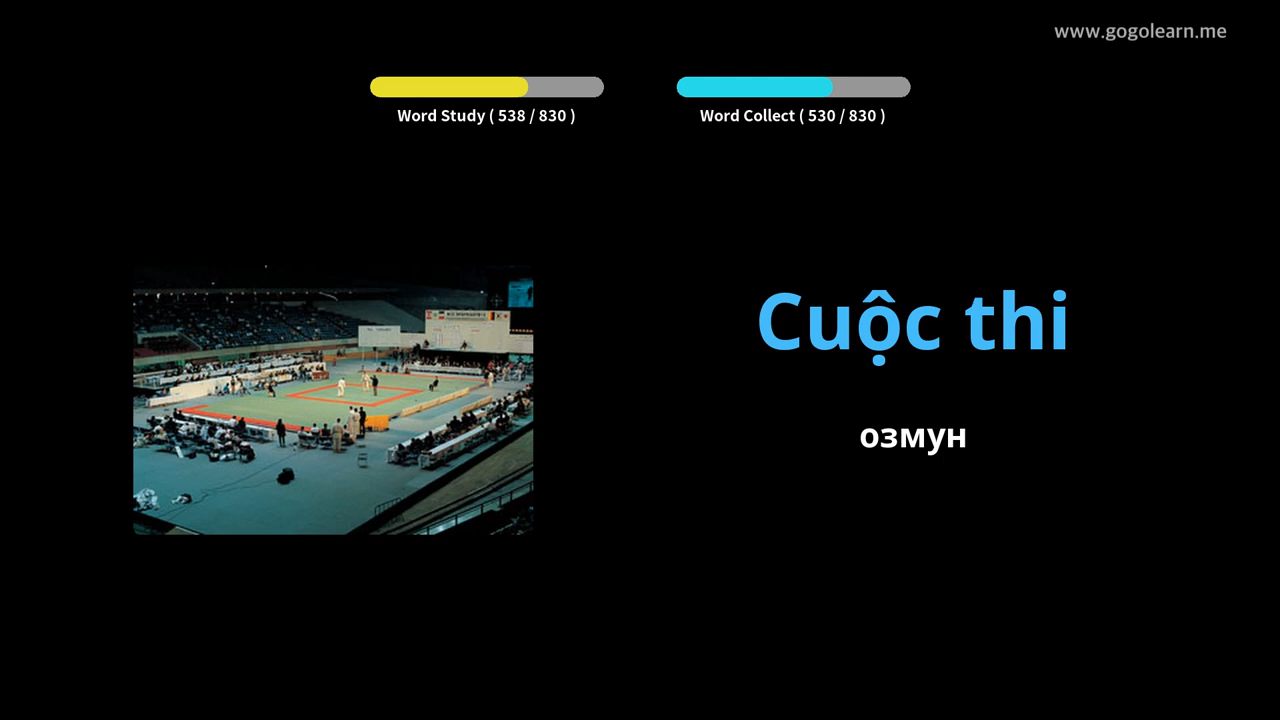 www.gogolearn.me
Word Study ( 538 / 830 )
Word Collect ( 530 / 830 )
Cuộc thi
озмун